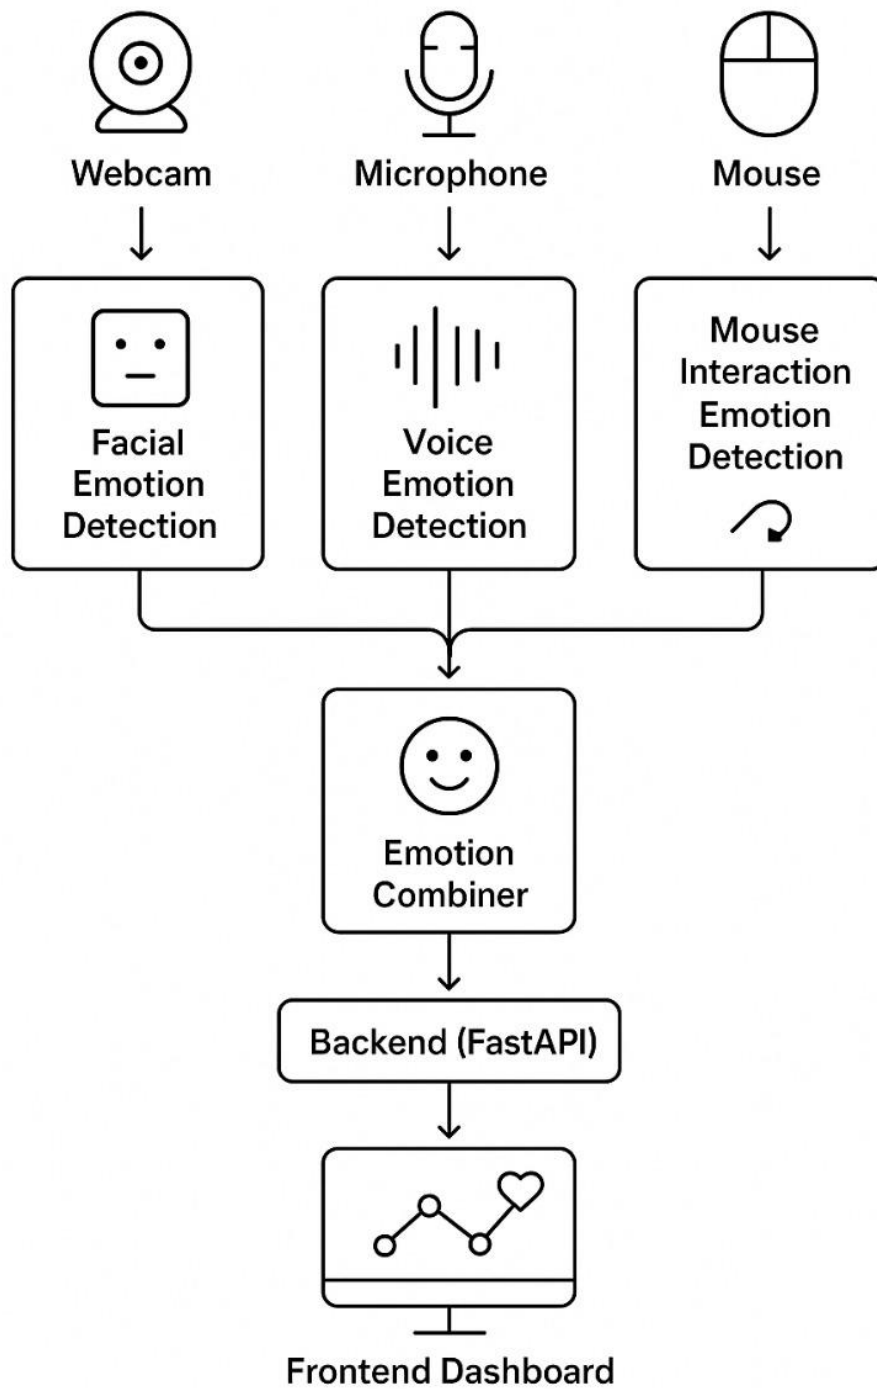 Webcam
Microphone
Mouse
Facial
Emotion
Detection
Voice
Emotion
Detection
Mouse
Interaction
Emotion
Detection
Emotion
Combiner
Backend (FastAPI)
Frontend Dashboard